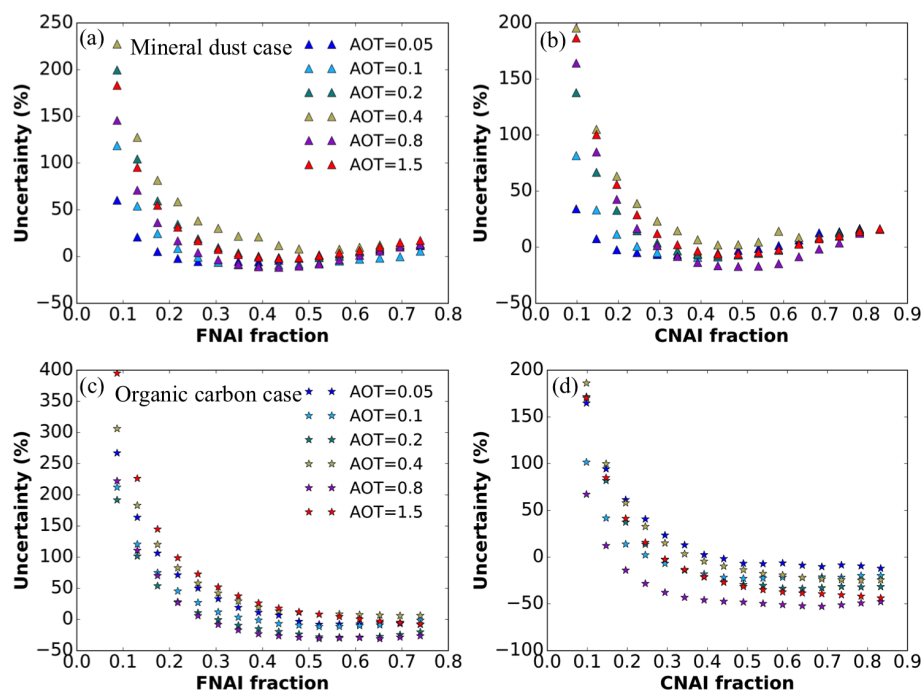 (a) Mineral dust case
AOT=0.05
AOT=0.1
AOT=0.2
AOT=0.4
AOT=0.8
AOT=1.5
Uncertainty (%)
250
200
150
100
50
0
−50
0.0 0.1 0.2 0.3 0.4 0.5 0.6 0.7 0.8
FNAI fraction
(b)
Uncertainty (%)
200
150
100
50
0
−50
0.0 0.1 0.2 0.3 0.4 0.5 0.6 0.7 0.8 0.9
CNAI fraction
(c) Organic carbon case
AOT=0.05
AOT=0.1
AOT=0.2
AOT=0.4
AOT=0.8
AOT=1.5
Uncertainty (%)
400
350
300
250
200
150
100
50
0
−50
0.0 0.1 0.2 0.3 0.4 0.5 0.6 0.7 0.8
FNAI fraction
(d)
Uncertainty (%)
200
150
100
50
0
−50
−100
0.0 0.1 0.2 0.3 0.4 0.5 0.6 0.7 0.8 0.9
CNAI fraction